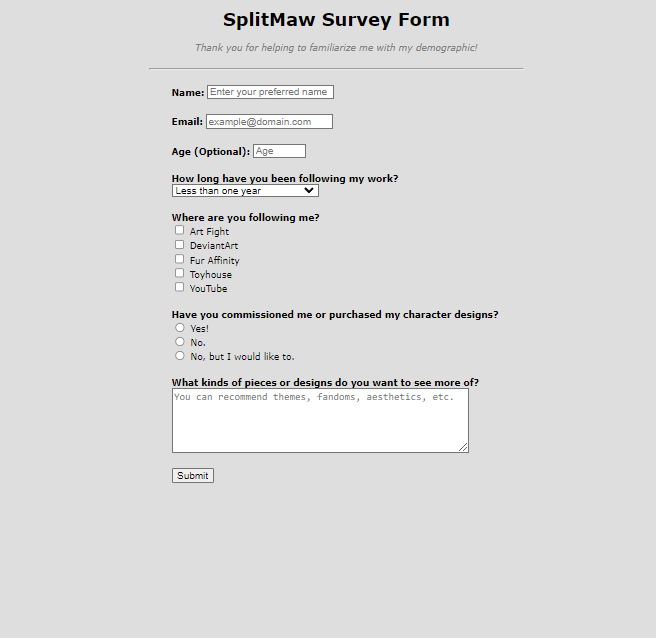 SplitMaw Survey Form
Thank you for helping to familiarize me with my demographic!
Name: Enter your preferred name
Email: example@domain.com
Age (Optional): Age
How long have you been following my work?
Less than one year
Where are you following me?
Art Fight
DeviantArt
Fur Affinity
Toyhouse
YouTube
Have you commissioned me or purchased my character designs?
Yes!
No.
No, but I would like to.
What kinds of pieces or designs do you want to see more of?
You can recommend themes, fandoms, aesthetics, etc.
Submit